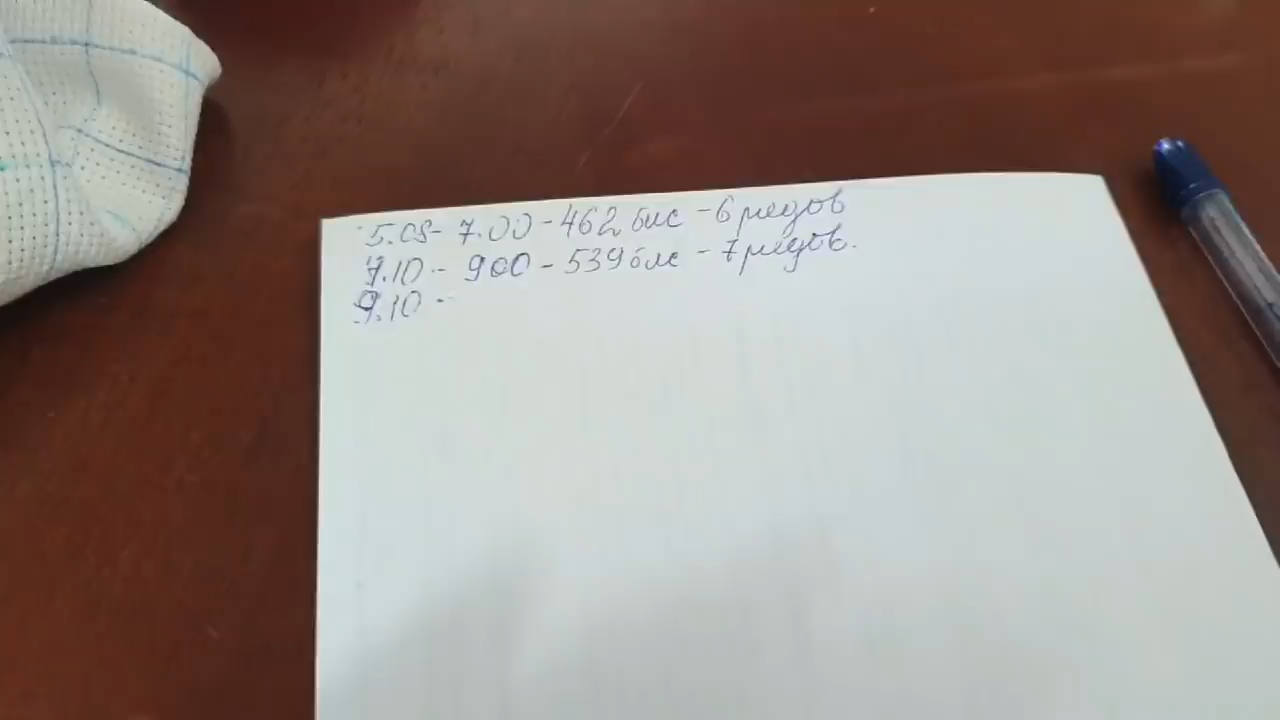 5.05- 7.00 - 462 бис - 6 рядов
7.10 - 900 - 539 бис - 7 рядов.
9.10 -